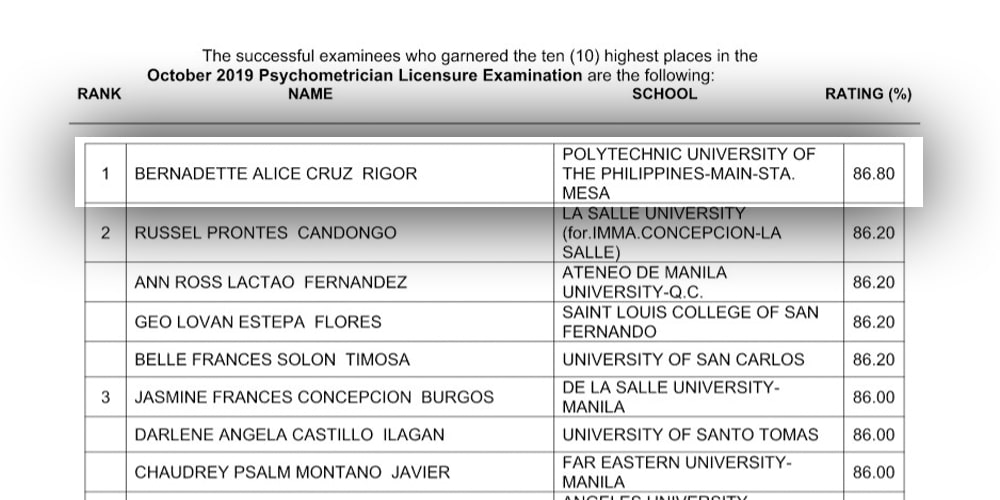 The successful examinees who garnered the ten (10) highest places in the
October 2019 Psychometrician Licensure Examination are the following:
RANK NAME SCHOOL RATING (%)
1 BERNADETTE ALICE CRUZ RIGOR POLYTECHNIC UNIVERSITY OF
THE PHILIPPINES-MAIN-STA.
MESA 86.80
2 RUSSEL PRONTES CANDONGO LA SALLE UNIVERSITY
(for.IMMA.CONCEPCION-LA
SALLE) 86.20
ANN ROSS LACTAO FERNANDEZ ATENEO DE MANILA
UNIVERSITY-Q.C. 86.20
GEO LOVAN ESTEPA FLORES SAINT LOUIS COLLEGE OF SAN
FERNANDO 86.20
BELLE FRANCES SOLON TIMOSA UNIVERSITY OF SAN CARLOS 86.20
3 JASMINE FRANCES CONCEPCION BURGOS DE LA SALLE UNIVERSITY-
MANILA 86.00
DARLENE ANGELA CASTILLO ILAGAN UNIVERSITY OF SANTO TOMAS 86.00
CHAUDREY PSALM MONTANO JAVIER FAR EASTERN UNIVERSITY-
MANILA 86.00